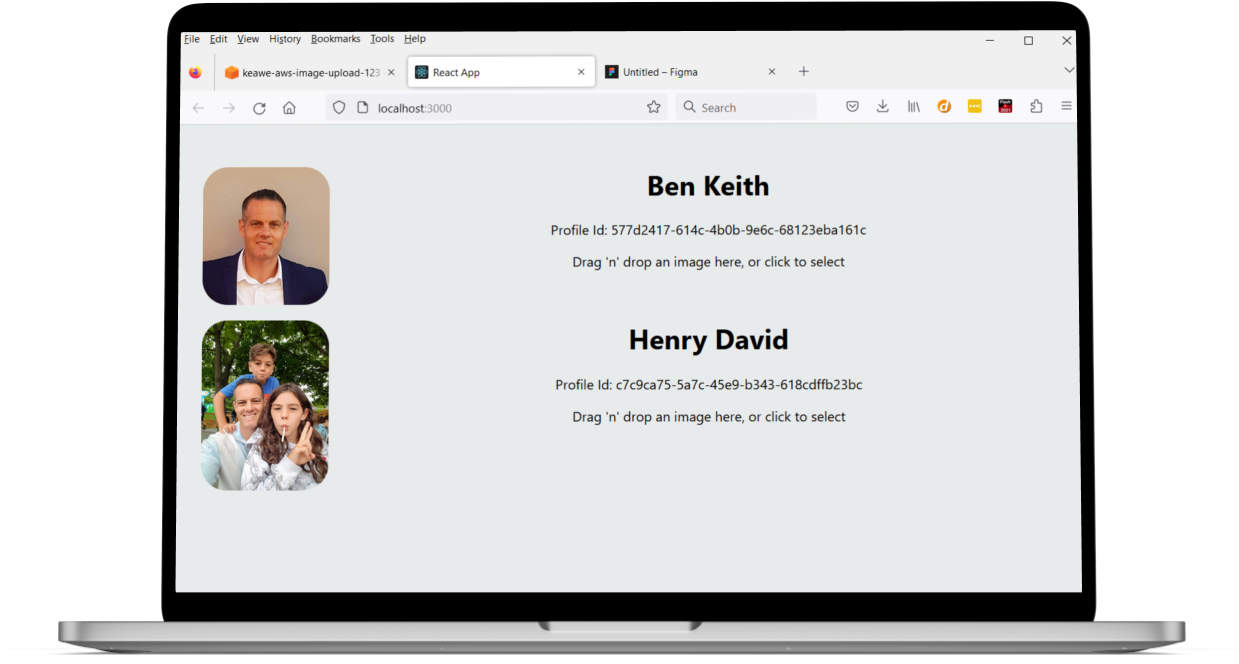 File Edit View History Bookmarks Tools Help
keawe-aws-image-upload-123
React App
Untitled – Figma
localhost:3000
Search
Ben Keith
Profile Id: 577d2417-614c-4b0b-9e6c-68123eba161c
Drag 'n' drop an image here, or click to select
Henry David
Profile Id: c7c9ca75-5a7c-45e9-b343-618cdffb23bc
Drag 'n' drop an image here, or click to select